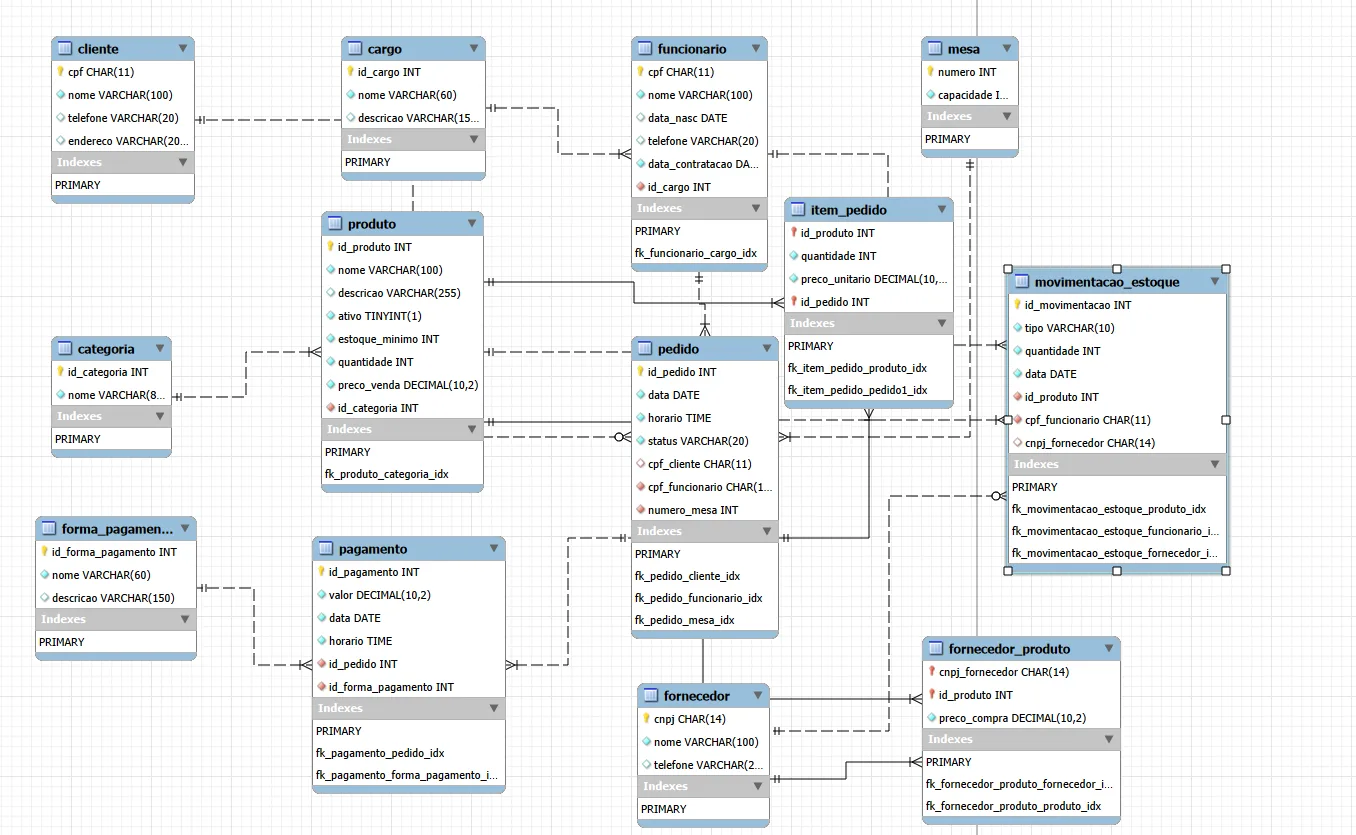 cliente
cpf CHAR(11)
nome VARCHAR(100)
telefone VARCHAR(20)
endereco VARCHAR(20...
Indexes
PRIMARY
cargo
id_cargo INT
nome VARCHAR(60)
descricao VARCHAR(15...
Indexes
PRIMARY
funcionario
cpf CHAR(11)
nome VARCHAR(100)
data_nasc DATE
telefone VARCHAR(20)
data_contratacao DA...
id_cargo INT
Indexes
PRIMARY
fk_funcionario_cargo_idx
mesa
numero INT
capacidade I...
Indexes
PRIMARY
produto
id_produto INT
nome VARCHAR(100)
descricao VARCHAR(255)
ativo TINYINT(1)
estoque_minimo INT
quantidade INT
preco_venda DECIMAL(10,2)
id_categoria INT
Indexes
PRIMARY
fk_produto_categoria_idx
item_pedido
id_produto INT
quantidade INT
preco_unitario DECIMAL(10,...
id_pedido INT
Indexes
PRIMARY
fk_item_pedido_produto_idx
fk_item_pedido_pedido1_idx
movimentacao_estoque
id_movimentacao INT
tipo VARCHAR(10)
quantidade INT
data DATE
id_produto INT
cpf_funcionario CHAR(11)
cnpj_fornecedor CHAR(14)
Indexes
PRIMARY
fk_movimentacao_estoque_produto_idx
fk_movimentacao_estoque_funcionario_i...
fk_movimentacao_estoque_fornecedor_i...
categoria
id_categoria INT
nome VARCHAR(8...
Indexes
PRIMARY
pedido
id_pedido INT
data DATE
horario TIME
status VARCHAR(20)
cpf_cliente CHAR(11)
cpf_funcionario CHAR(1...
numero_mesa INT
Indexes
PRIMARY
fk_pedido_cliente_idx
fk_pedido_funcionario_idx
fk_pedido_mesa_idx
forma_pagamen...
id_forma_pagamento INT
nome VARCHAR(60)
descricao VARCHAR(150)
Indexes
PRIMARY
pagamento
id_pagamento INT
valor DECIMAL(10,2)
data DATE
horario TIME
id_pedido INT
id_forma_pagamento INT
Indexes
PRIMARY
fk_pagamento_pedido_idx
fk_pagamento_forma_pagamento_i...
fornecedor
cnpj CHAR(14)
nome VARCHAR(100)
telefone VARCHAR(2...
Indexes
PRIMARY
fornecedor_produto
cnpj_fornecedor CHAR(14)
id_produto INT
preco_compra DECIMAL(10,2)
Indexes
PRIMARY
fk_fornecedor_produto_fornecedor_i...
fk_fornecedor_produto_produto_idx